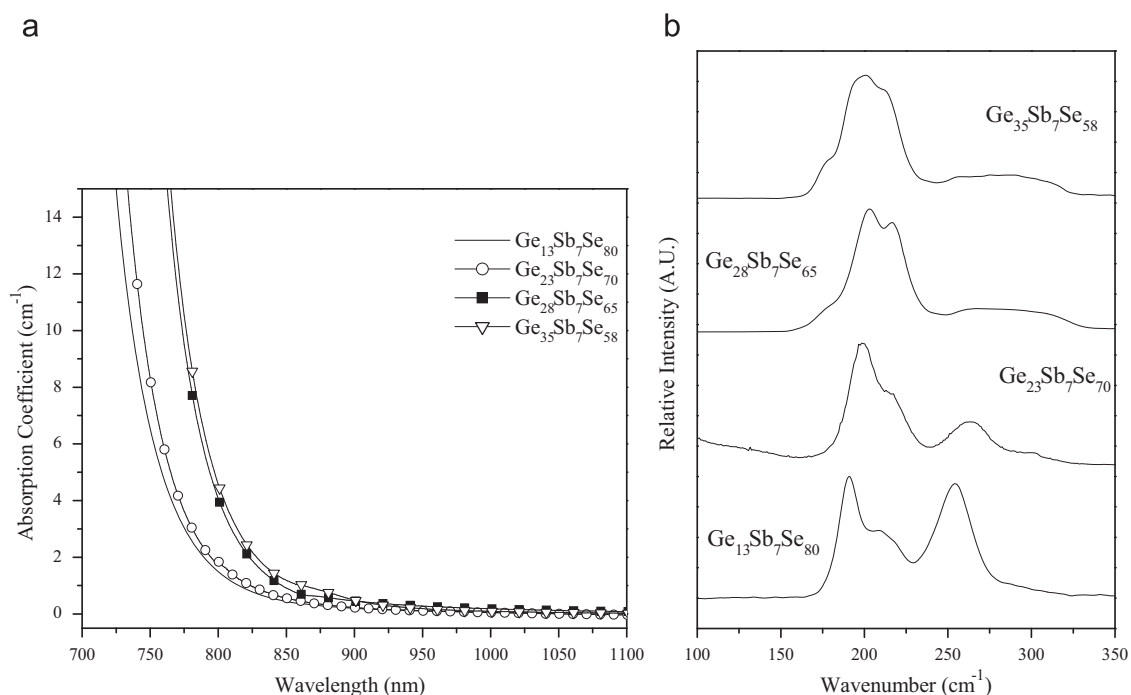 a
Absorption Coefficient (cm⁻¹)
14
12
10
8
6
4
2
0
700 750 800 850 900 950 1000 1050 1100
Wavelength (nm)
Ge₁₃Sb₇Se₈₀
Ge₂₃Sb₇Se₇₀
Ge₂₈Sb₇Se₆₅
Ge₃₅Sb₇Se₅₈
b
Relative Intensity (A.U.)
Ge₃₅Sb₇Se₅₈
Ge₂₈Sb₇Se₆₅
Ge₂₃Sb₇Se₇₀
Ge₁₃Sb₇Se₈₀
100 150 200 250 300 350
Wavenumber (cm⁻¹)